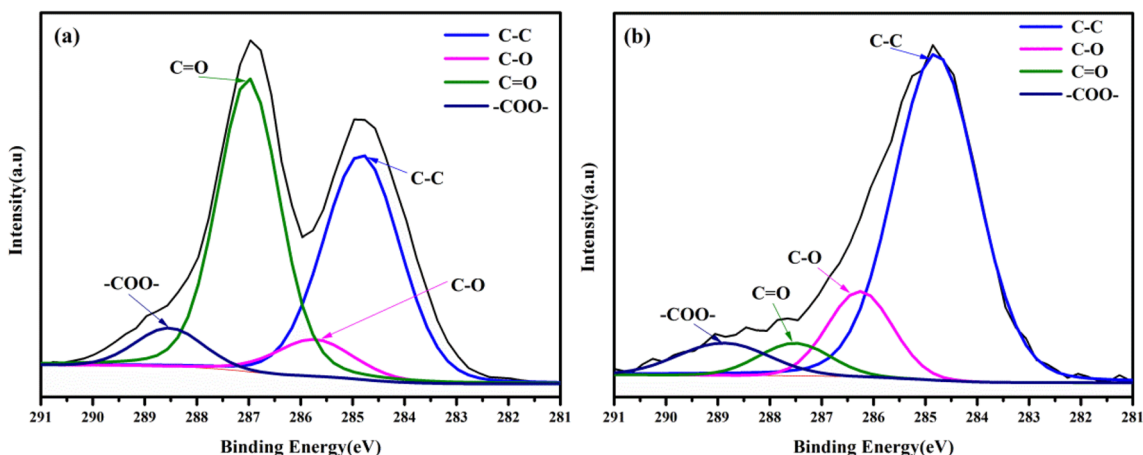 (a)
C-C
C-O
C=O
-COO-
C=O
C-C
-COO-
C-O
Intensity(a.u)
291 290 289 288 287 286 285 284 283 282 281
Binding Energy(eV)
(b)
C-C
C-O
C=O
-COO-
C-C
C-O
C=O
-COO-
Intensity(a.u)
291 290 289 288 287 286 285 284 283 282 281
Binding Energy(eV)